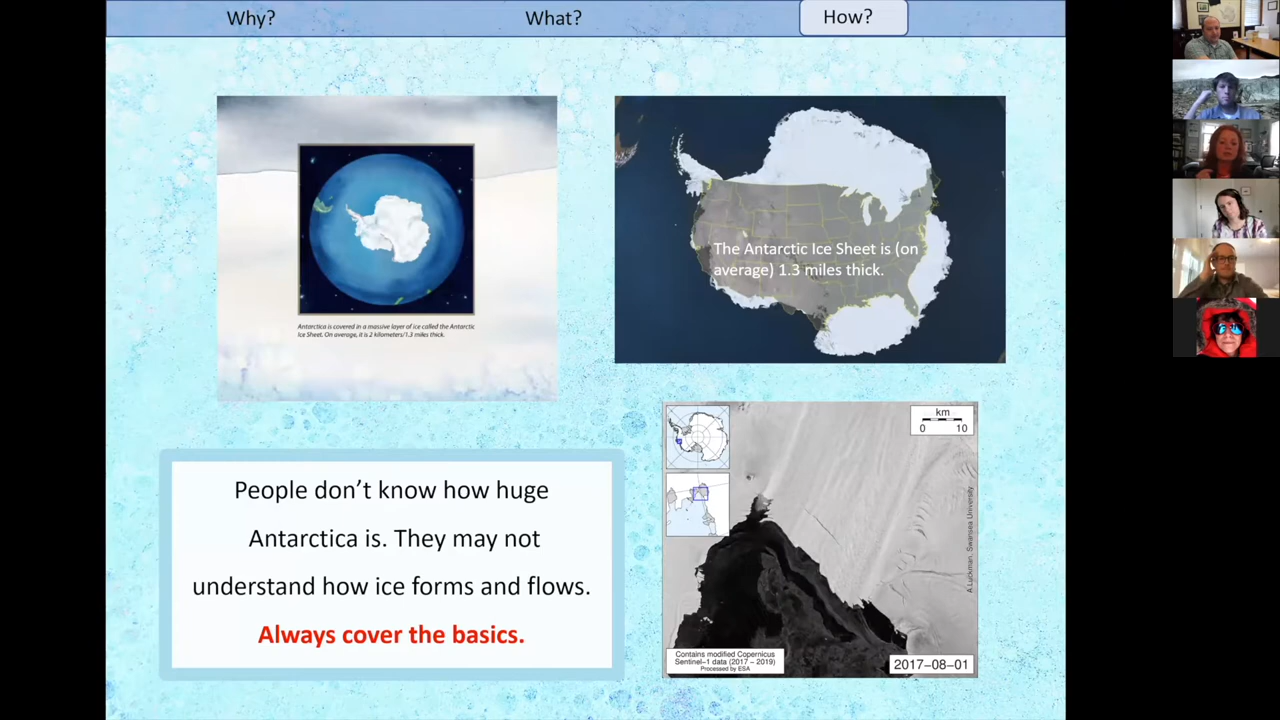 Why?
What?
How?
Antarctica is covered in a massive layer of ice called the Antarctic
Ice Sheet. On average, it is 2 kilometers/1.3 miles thick.
The Antarctic Ice Sheet is (on
average) 1.3 miles thick.
People don’t know how huge
Antarctica is. They may not
understand how ice forms and flows.
Always cover the basics.
km
0 10
A.Luckman, Swansea University
Contains modified Copernicus
Sentinel–1 data (2017 – 2019)
Processed by ESA
2017–08–01